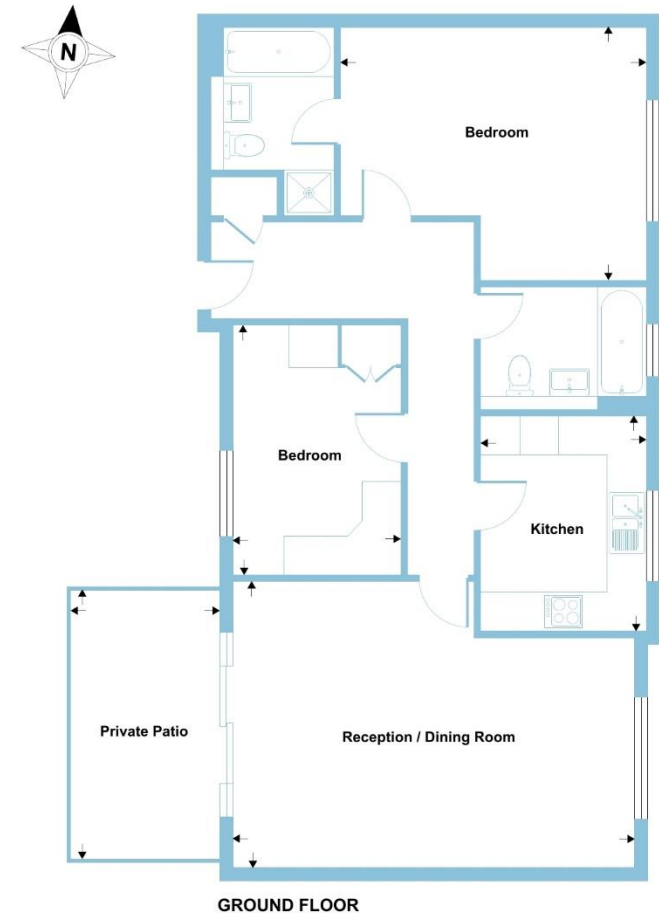 N
Bedroom
Bedroom
Kitchen
Private Patio
Reception / Dining Room
GROUND FLOOR